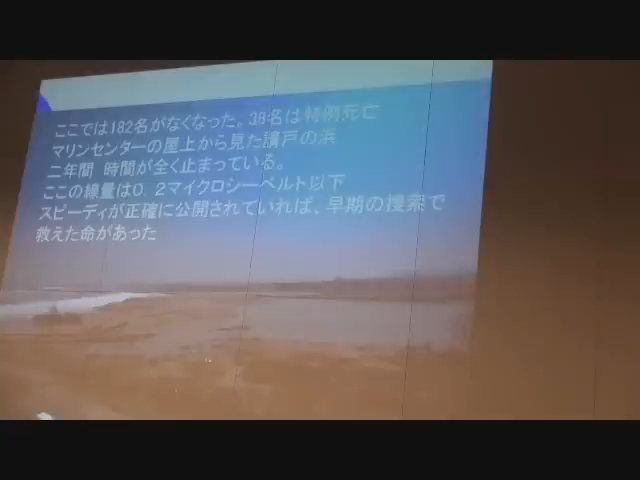 ここでは182名がなくなった。38名は特例死亡
マリンセンターの屋上から見た請戸の浜
二年間 時間が全く止まっている。
ここの線量は0．2マイクロシーベルト以下
スピーディが正確に公開されていれば、早期の捜索で
救えた命があった